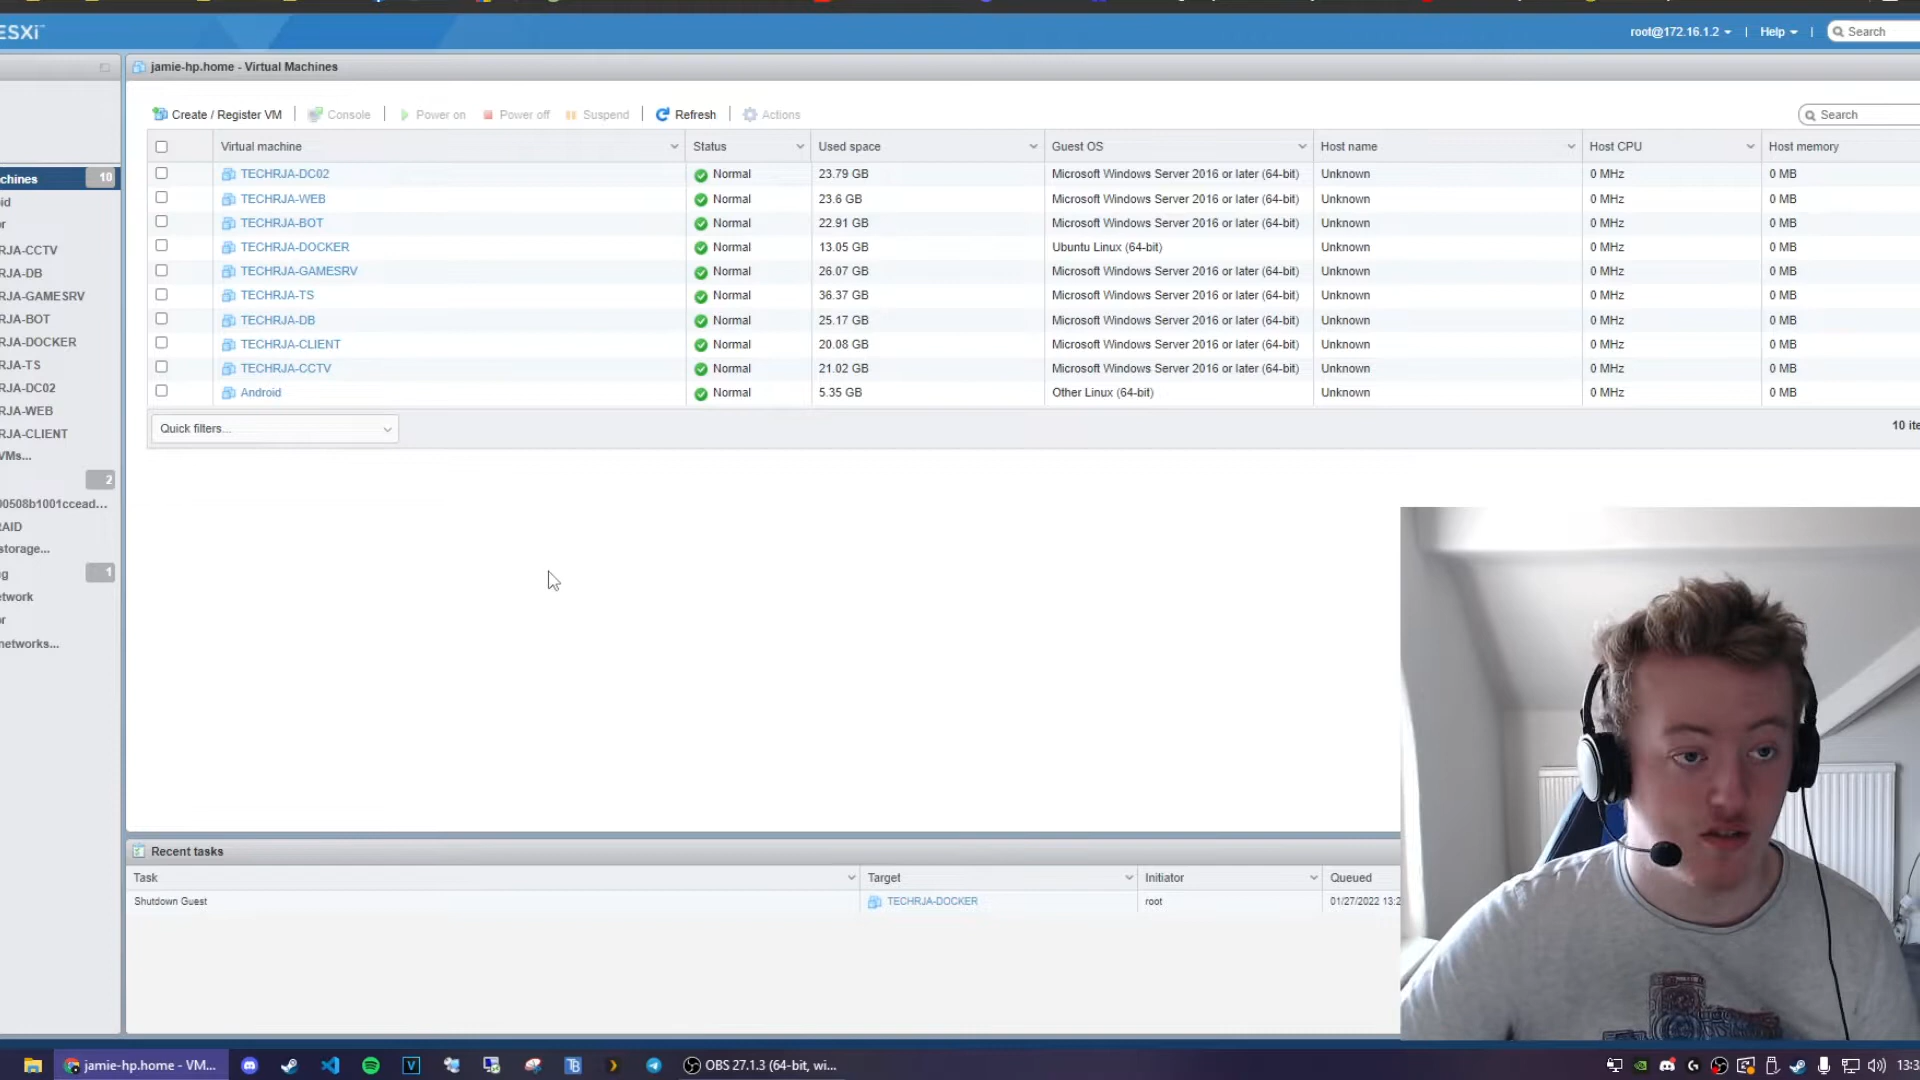 ESXi
root@172.16.1.2 | Help | Search
jamie-hp.home - Virtual Machines
Create / Register VM | Console | Power on Power off Suspend | Refresh | Actions
Search
Virtual machine Status Used space Guest OS Host name Host CPU Host memory
TECHRJA-DC02 Normal 23.79 GB Microsoft Windows Server 2016 or later (64-bit) Unknown 0 MHz 0 MB
TECHRJA-WEB Normal 23.6 GB Microsoft Windows Server 2016 or later (64-bit) Unknown 0 MHz 0 MB
TECHRJA-BOT Normal 22.91 GB Microsoft Windows Server 2016 or later (64-bit) Unknown 0 MHz 0 MB
TECHRJA-DOCKER Normal 13.05 GB Ubuntu Linux (64-bit) Unknown 0 MHz 0 MB
TECHRJA-GAMESRV Normal 26.07 GB Microsoft Windows Server 2016 or later (64-bit) Unknown 0 MHz 0 MB
TECHRJA-TS Normal 36.37 GB Microsoft Windows Server 2016 or later (64-bit) Unknown 0 MHz 0 MB
TECHRJA-DB Normal 25.17 GB Microsoft Windows Server 2016 or later (64-bit) Unknown 0 MHz 0 MB
TECHRJA-CLIENT Normal 20.08 GB Microsoft Windows Server 2016 or later (64-bit) Unknown 0 MHz 0 MB
TECHRJA-CCTV Normal 21.02 GB Microsoft Windows Server 2016 or later (64-bit) Unknown 0 MHz 0 MB
Android Normal 5.35 GB Other Linux (64-bit) Unknown 0 MHz 0 MB
Quick filters...
10 ite
chines 10
id
r
RJA-CCTV
RJA-DB
RJA-GAMESRV
RJA-BOT
RJA-DOCKER
RJA-TS
RJA-DC02
RJA-WEB
RJA-CLIENT
VMs...
2
00508b1001ccead...
RAID
storage...
g 1
etwork
r
networks...
Recent tasks
Task Target Initiator Queued
Shutdown Guest TECHRJA-DOCKER root 01/27/2022 13:2
jamie-hp.home - VM...
OBS 27.1.3 (64-bit, wi...
13:3